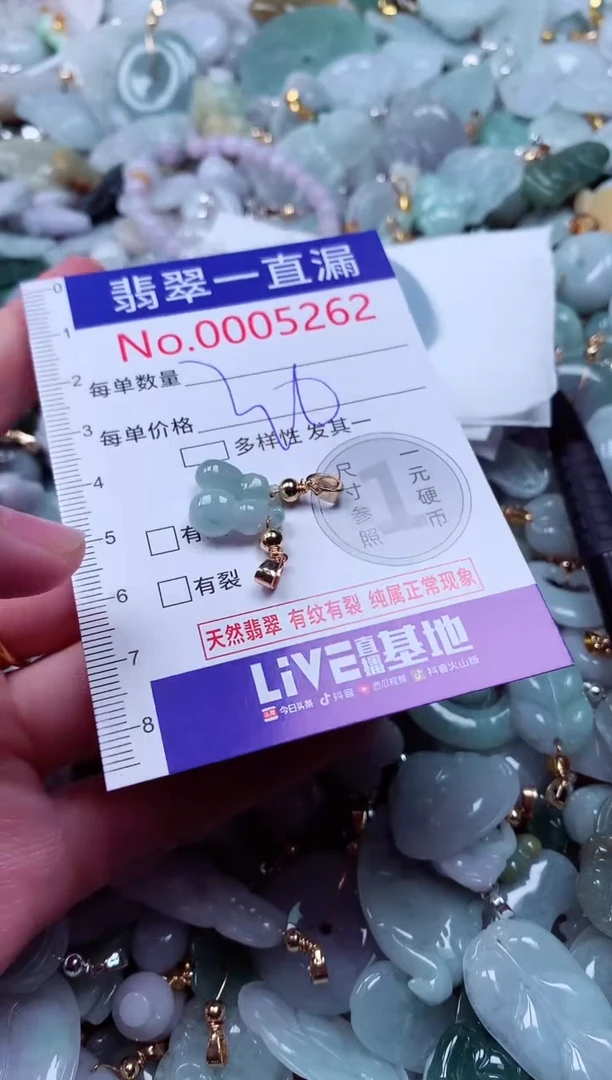 翡翠一直漏
No.0005262
每单数量
每单价格
多样性 发其一
尺寸参照
1
一元硬币
有
有裂
天然翡翠 有纹有裂 纯属正常现象
LiVE直播基地
今日头条 抖音 西瓜视频 抖音火山版
0
1
2
3
4
5
6
7
8